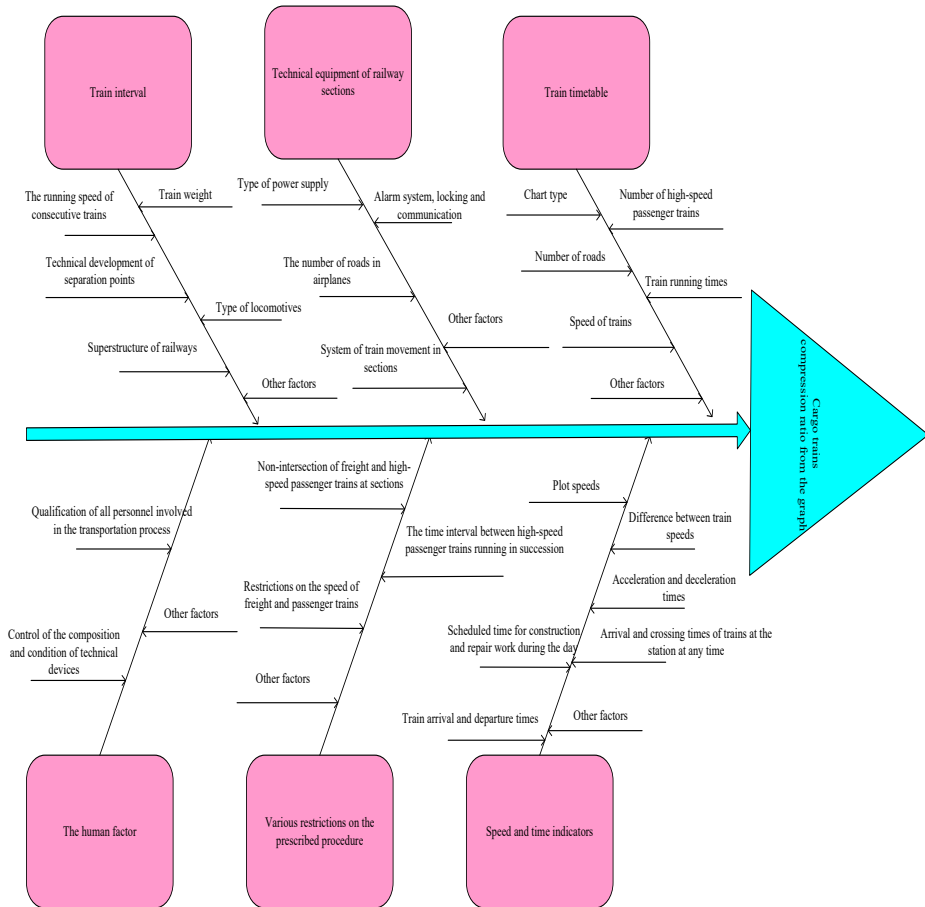 Train interval
Technical equipment of railway
sections
Train timetable
The running speed of
consecutive trains
Train weight
Technical development of
separation points
Type of locomotives
Superstructure of railways
Other factors
Type of power supply
Alarm system, locking and
communication
The number of roads in
airplanes
Other factors
System of train movement in
sections
Chart type
Number of high-speed
passenger trains
Number of roads
Train running times
Speed of trains
Other factors
Cargo trains
compression ratio from the graph
Qualification of all personnel involved
in the transportation process
Other factors
Control of the composition
and condition of technical
devices
Non-intersection of freight and high-
speed passenger trains at sections
The time interval between high-speed
passenger trains running in succession
Restrictions on the speed of
freight and passenger trains
Other factors
Plot speeds
Difference between train
speeds
Acceleration and deceleration
times
Scheduled time for construction
and repair work during the day
Arrival and crossing times of trains at the
station at any time
Train arrival and departure times
Other factors
The human factor
Various restrictions on the
prescribed procedure
Speed and time indicators